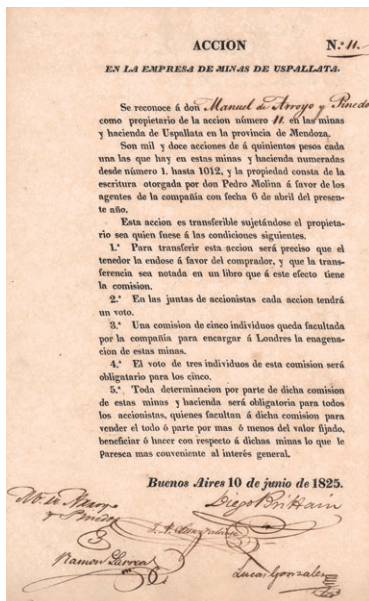 ACCION N.º 11.
EN LA EMPRESA DE MINAS DE USPALLATA.
Se reconoce á don Manuel de Arroyo y Pinedo
como propietario de la accion número 11. en las minas
y hacienda de Uspallata en la provincia de Mendoza.
Son mil y doce acciones de á quinientos pesos cada
una las que hay en estas minas y hacienda numeradas
desde número 1. hasta 1012, y la propiedad consta de la
escritura otorgada por don Pedro Molina á favor de los
agentes de la compañía con fecha 6 de abril del presen-
te año.
Esta accion es transferible sujetándose el propieta-
rio sea quien fuese á las condiciones siguientes.
1.ª Para transferir esta accion será preciso que el
tenedor la endose á favor del comprador, y que la trans-
ferencia sea notada en un libro que á este efecto tiene
la comision.
2.ª En las juntas de accionistas cada accion tendrá
un voto.
3.ª Una comision de cinco individuos queda facultada
por la compañía para encargar á Londres la enagena-
cion de estas minas.
4.ª El voto de tres individuos de esta comision será
obligatorio para los cinco.
5.ª Toda determinacion por parte de dicha comision
de estas minas y hacienda será obligatoria para todos
los accionistas, quienes facultan á dicha comision para
vender el todo ó parte por mas ó menos del valor fijado,
beneficiar ó hacer con respecto á dichas minas lo que le
Paresca mas conveniente al interés general.
Buenos Aires 10 de junio de 1825.
M. de Arroyo
y Pinedo
Diego Brittain
Ramon Larrea
Lucas Gonzalez